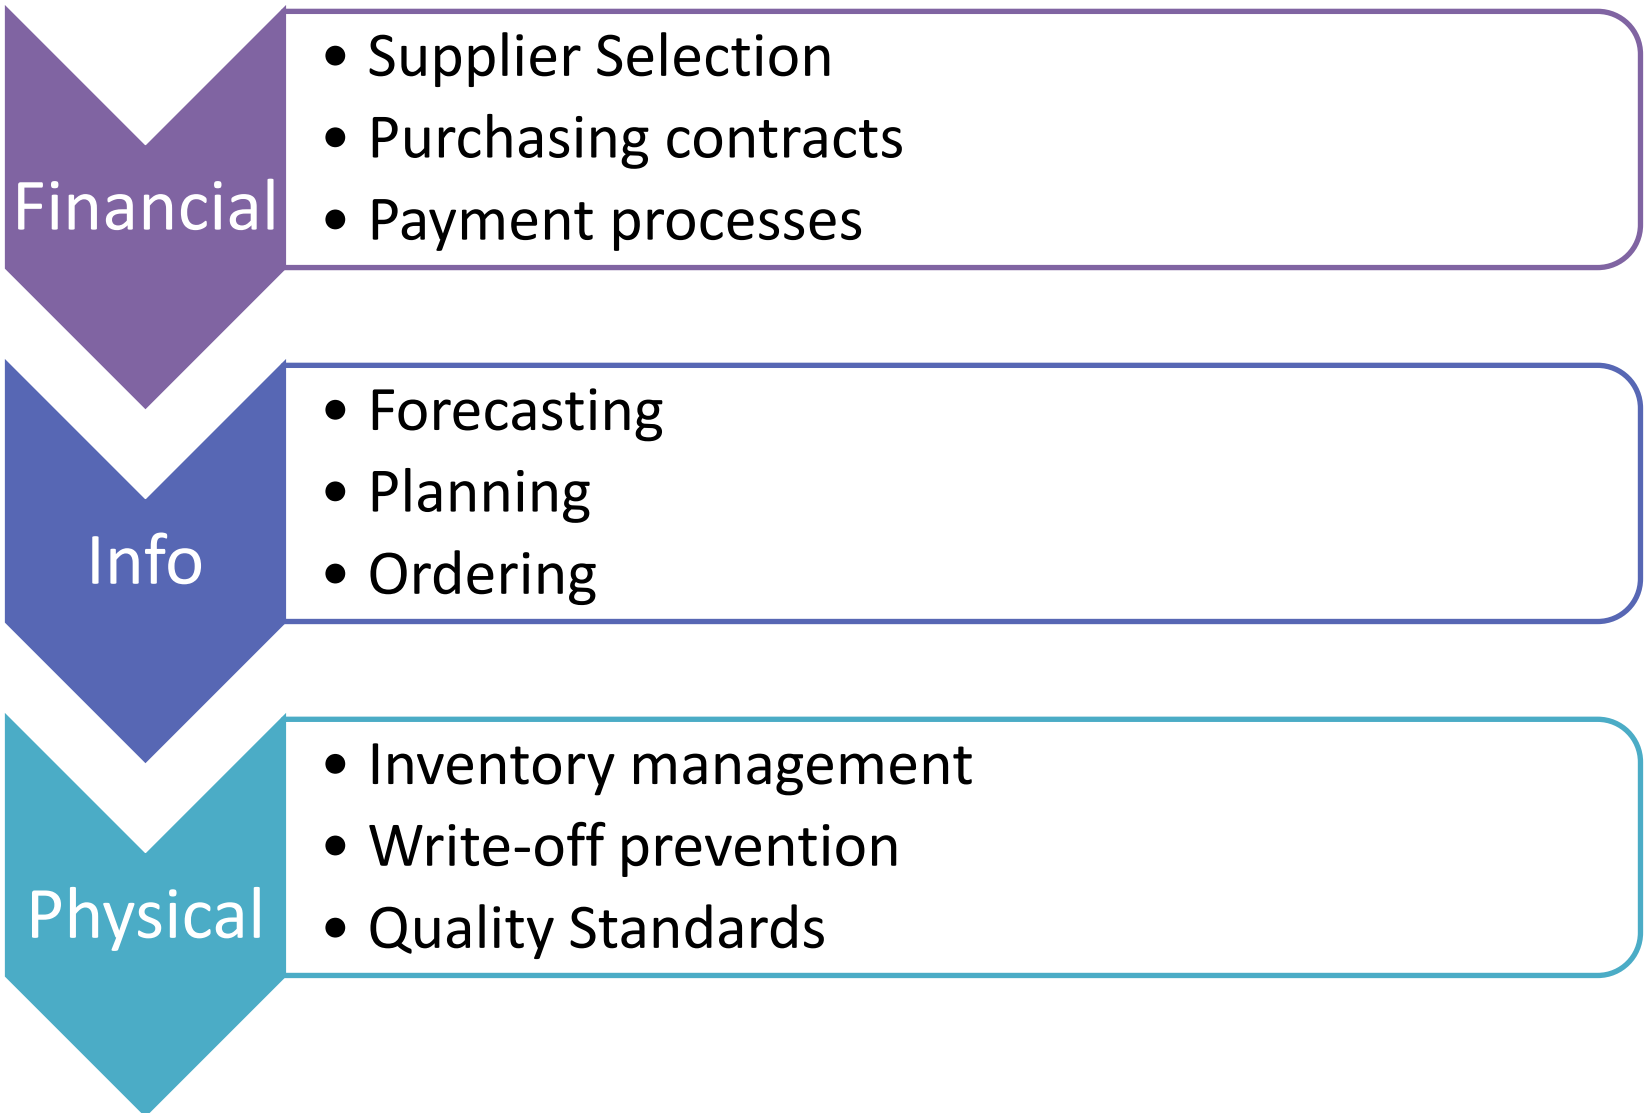 Financial
• Supplier Selection
• Purchasing contracts
• Payment processes
Info
• Forecasting
• Planning
• Ordering
Physical
• Inventory management
• Write-off prevention
• Quality Standards